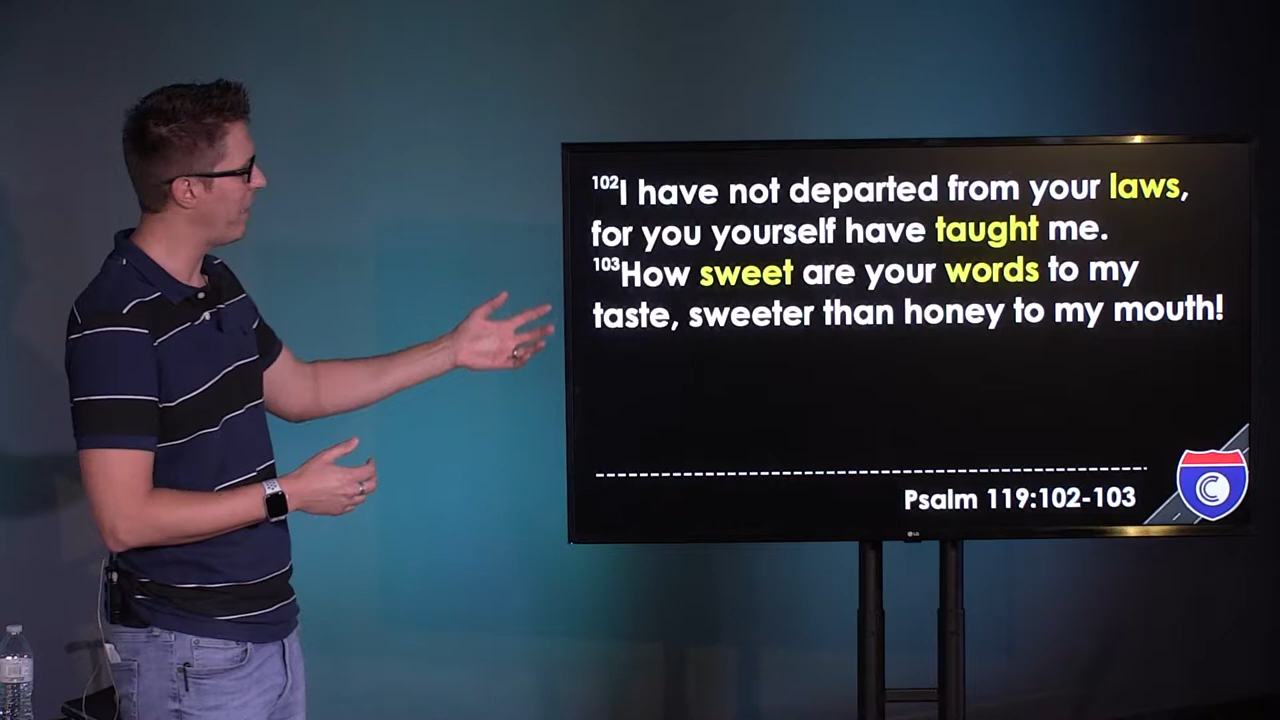 102I have not departed from your laws,
for you yourself have taught me.
103How sweet are your words to my
taste, sweeter than honey to my mouth!
Psalm 119:102-103
C
LG